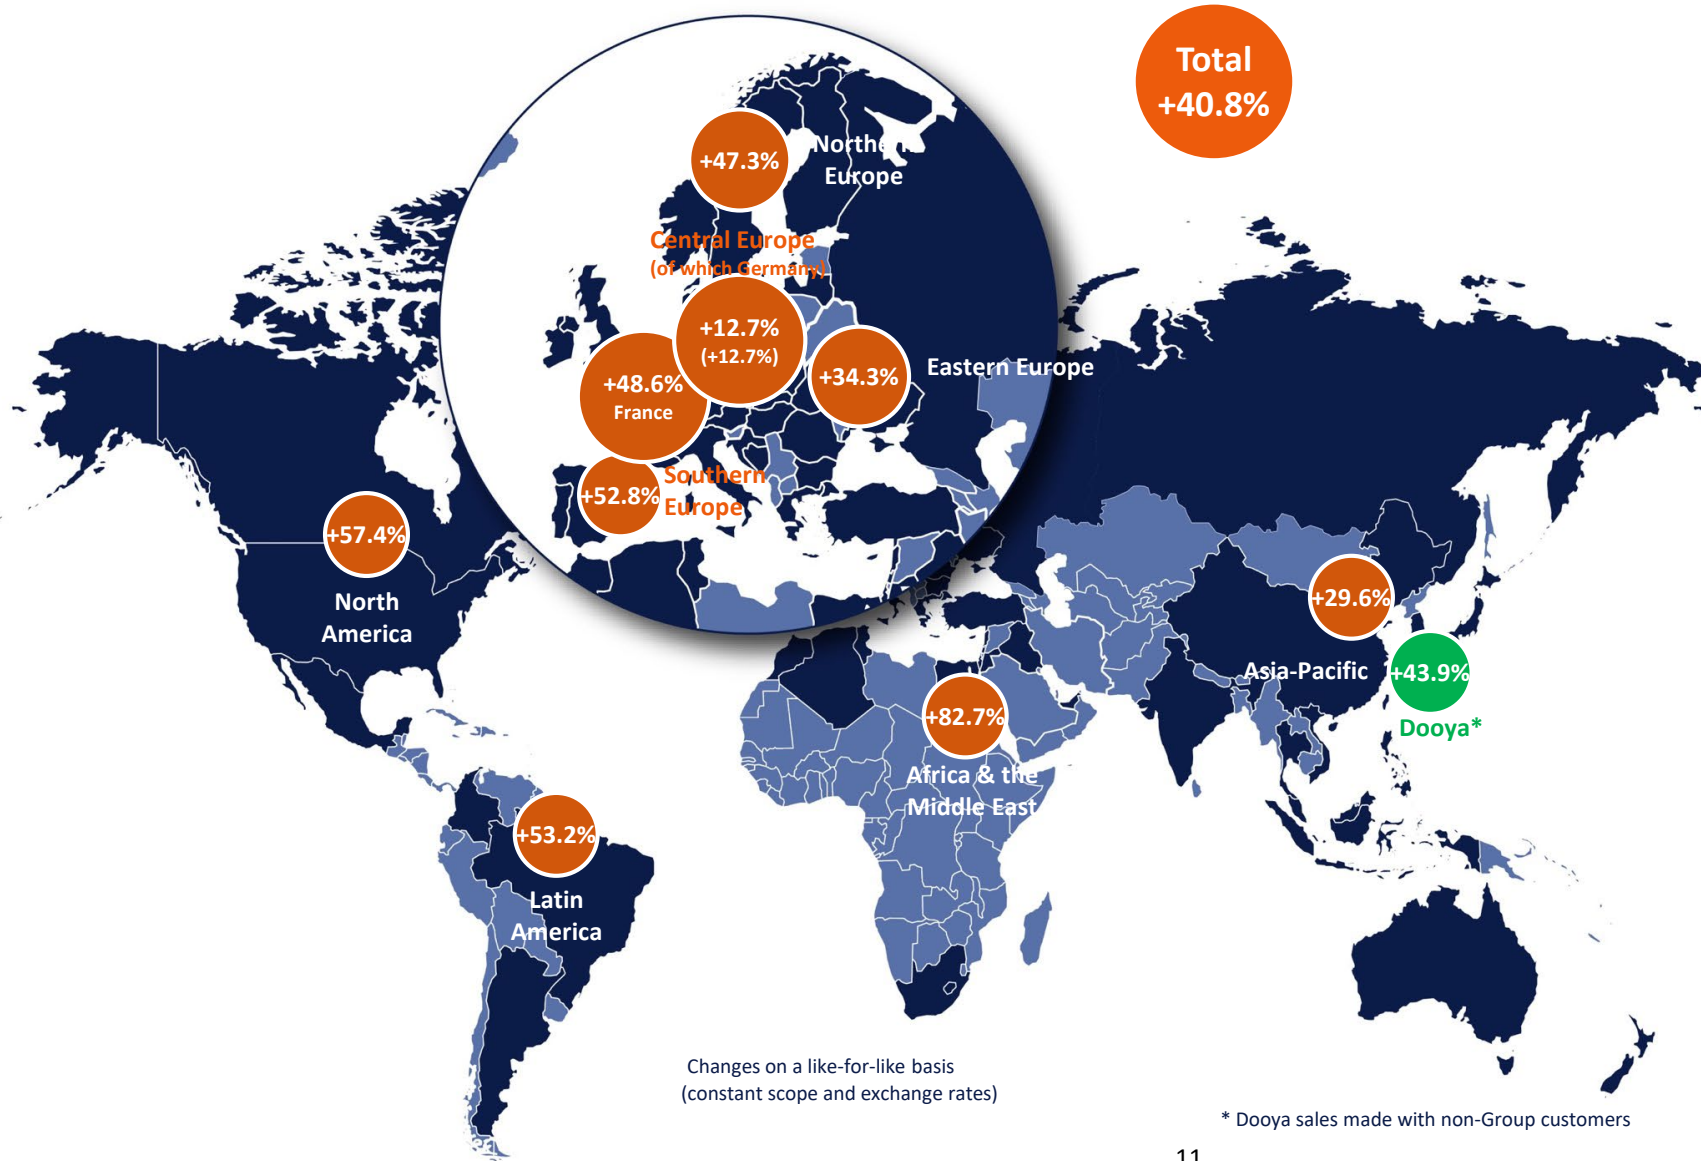 Total
+40.8%
+47.3%
Northern
Europe
Central Europe
(of which Germany)
+12.7%
(+12.7%)
+34.3%
Eastern Europe
+48.6%
France
+52.8%
Southern
Europe
+57.4%
North
America
+29.6%
Asia-Pacific
+43.9%
Dooya*
+82.7%
Africa & the
Middle East
+53.2%
Latin
America
Changes on a like-for-like basis
(constant scope and exchange rates)
* Dooya sales made with non-Group customers
11